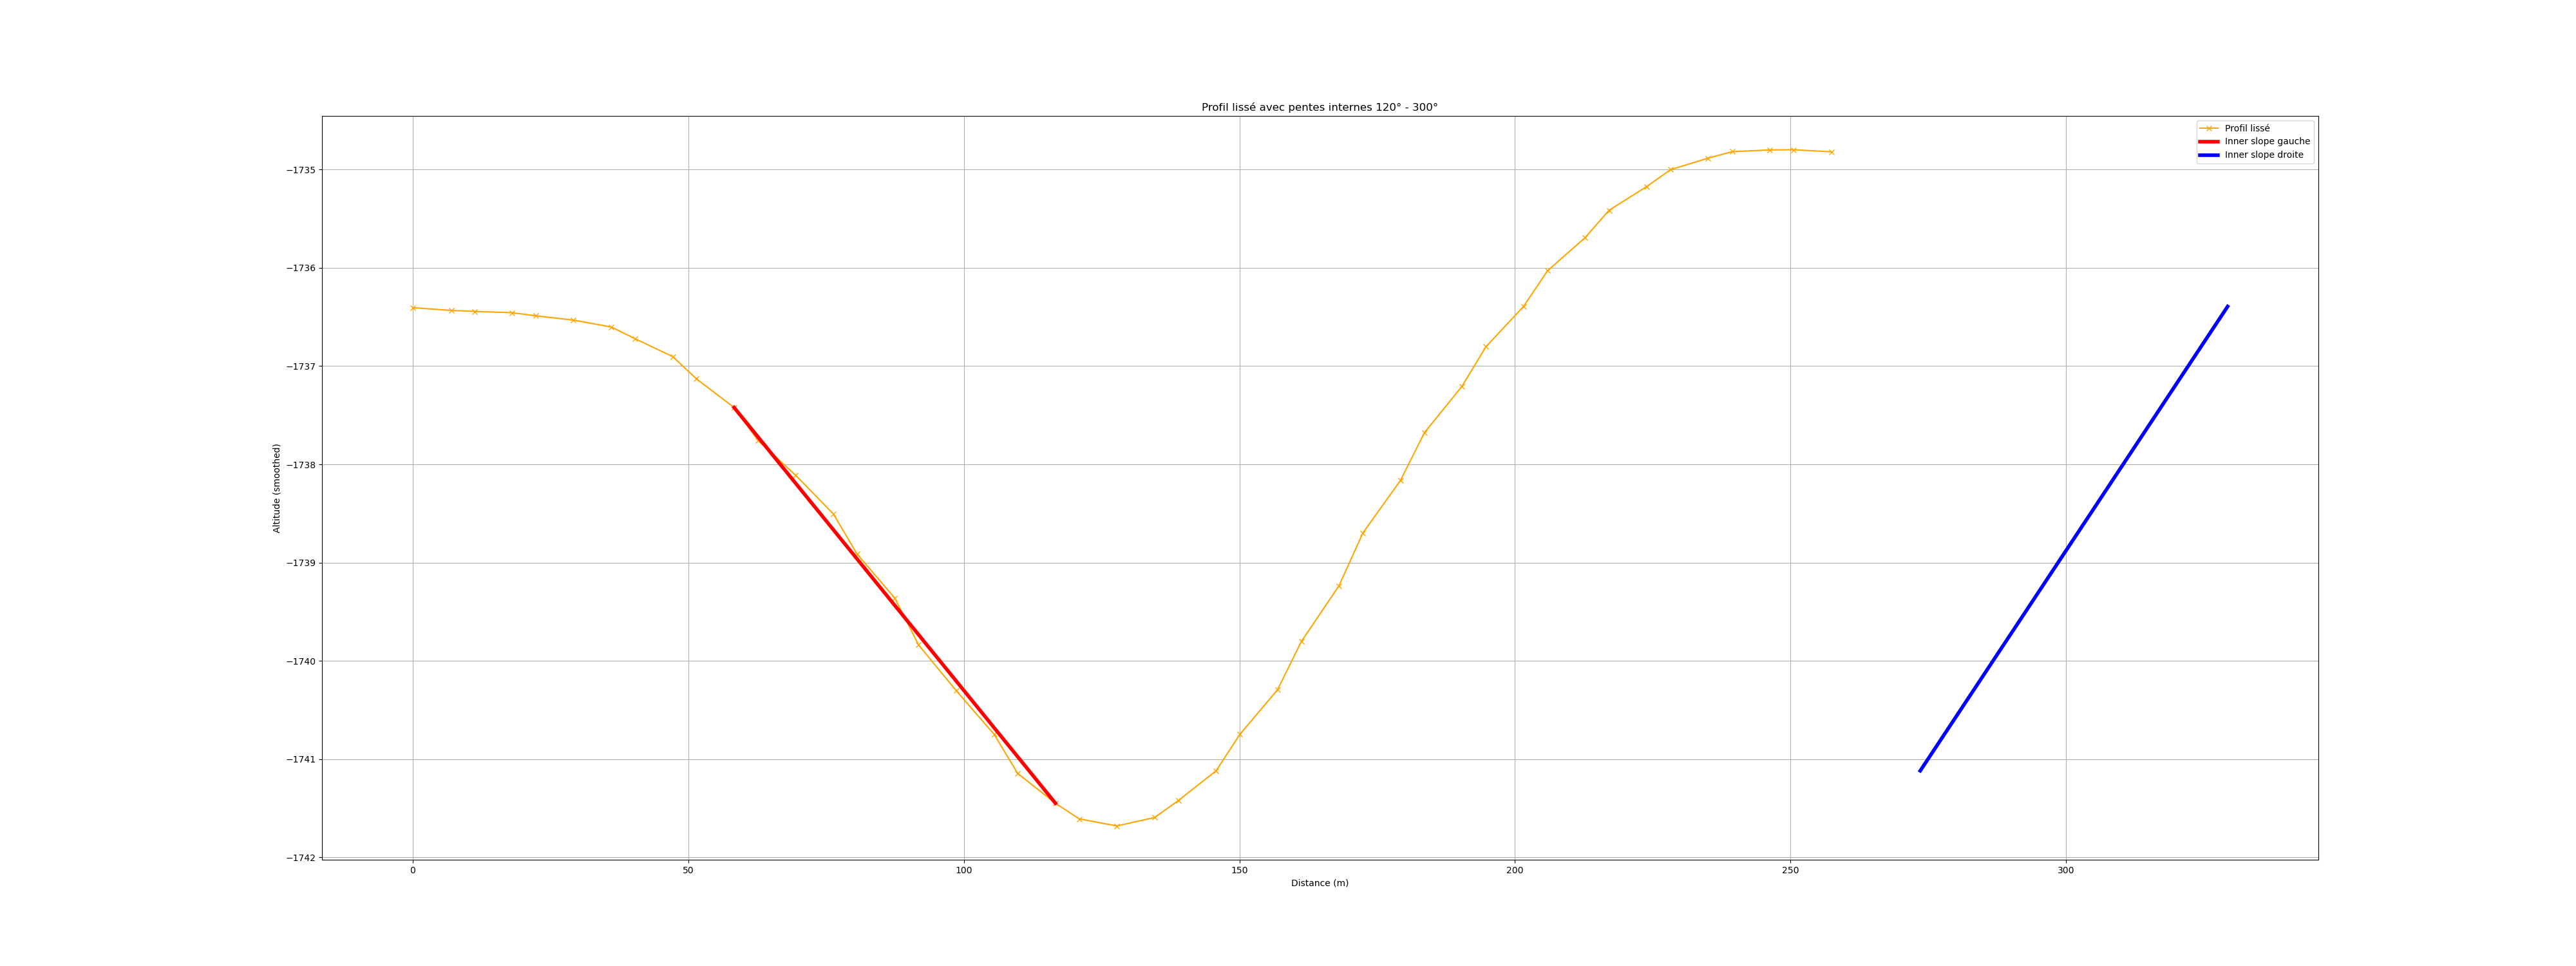 Profil lissé avec pentes internes 120° - 300°
Profil lissé
Inner slope gauche
Inner slope droite
−1735
−1736
−1737
−1738
−1739
−1740
−1741
−1742
Altitude (smoothed)
0
50
100
150
200
250
300
Distance (m)